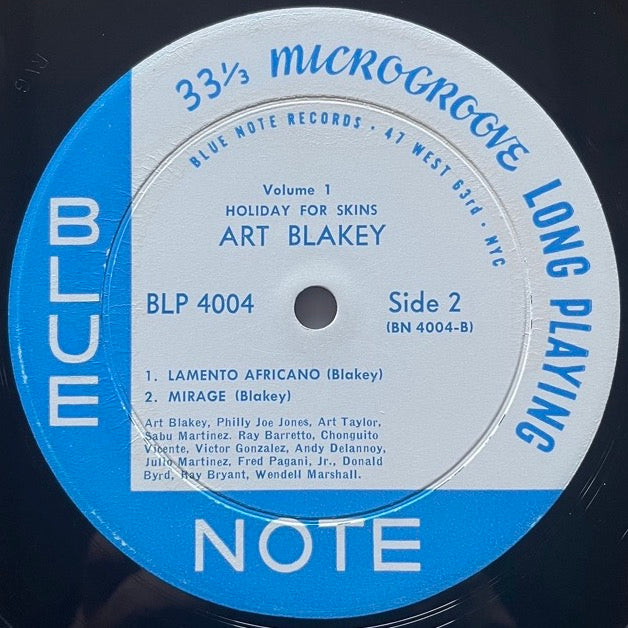 33⅓ MICROGROOVE LONG PLAYING
BLUE NOTE RECORDS · 47 WEST 63rd · NYC
Volume 1
HOLIDAY FOR SKINS
ART BLAKEY
BLP 4004
Side 2
(BN 4004-B)
1. LAMENTO AFRICANO (Blakey)
2. MIRAGE (Blakey)
Art Blakey, Philly Joe Jones, Art Taylor,
Sabu Martinez. Ray Barretto, Chonguito
Vicente, Victor Gonzalez, Andy Delannoy,
Julio Martinez, Fred Pagani, Jr., Donald
Byrd, Ray Bryant, Wendell Marshall.
BLUE
NOTE